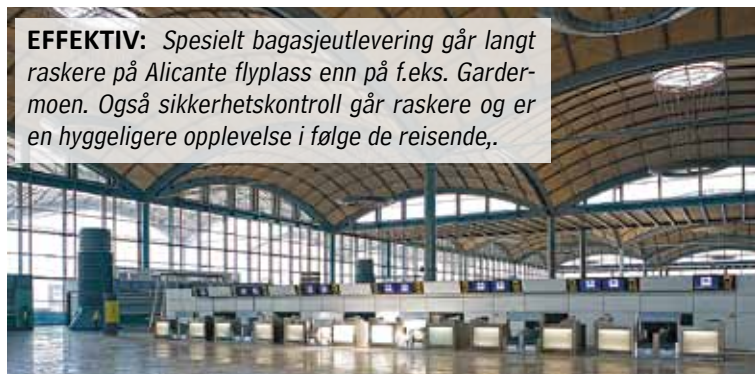 EFFEKTIV: Spesielt bagasjeutlevering går langt
raskere på Alicante flyplass enn på f.eks. Garder-
moen. Også sikkerhetskontroll går raskere og er
en hyggeligere opplevelse i følge de reisende,.